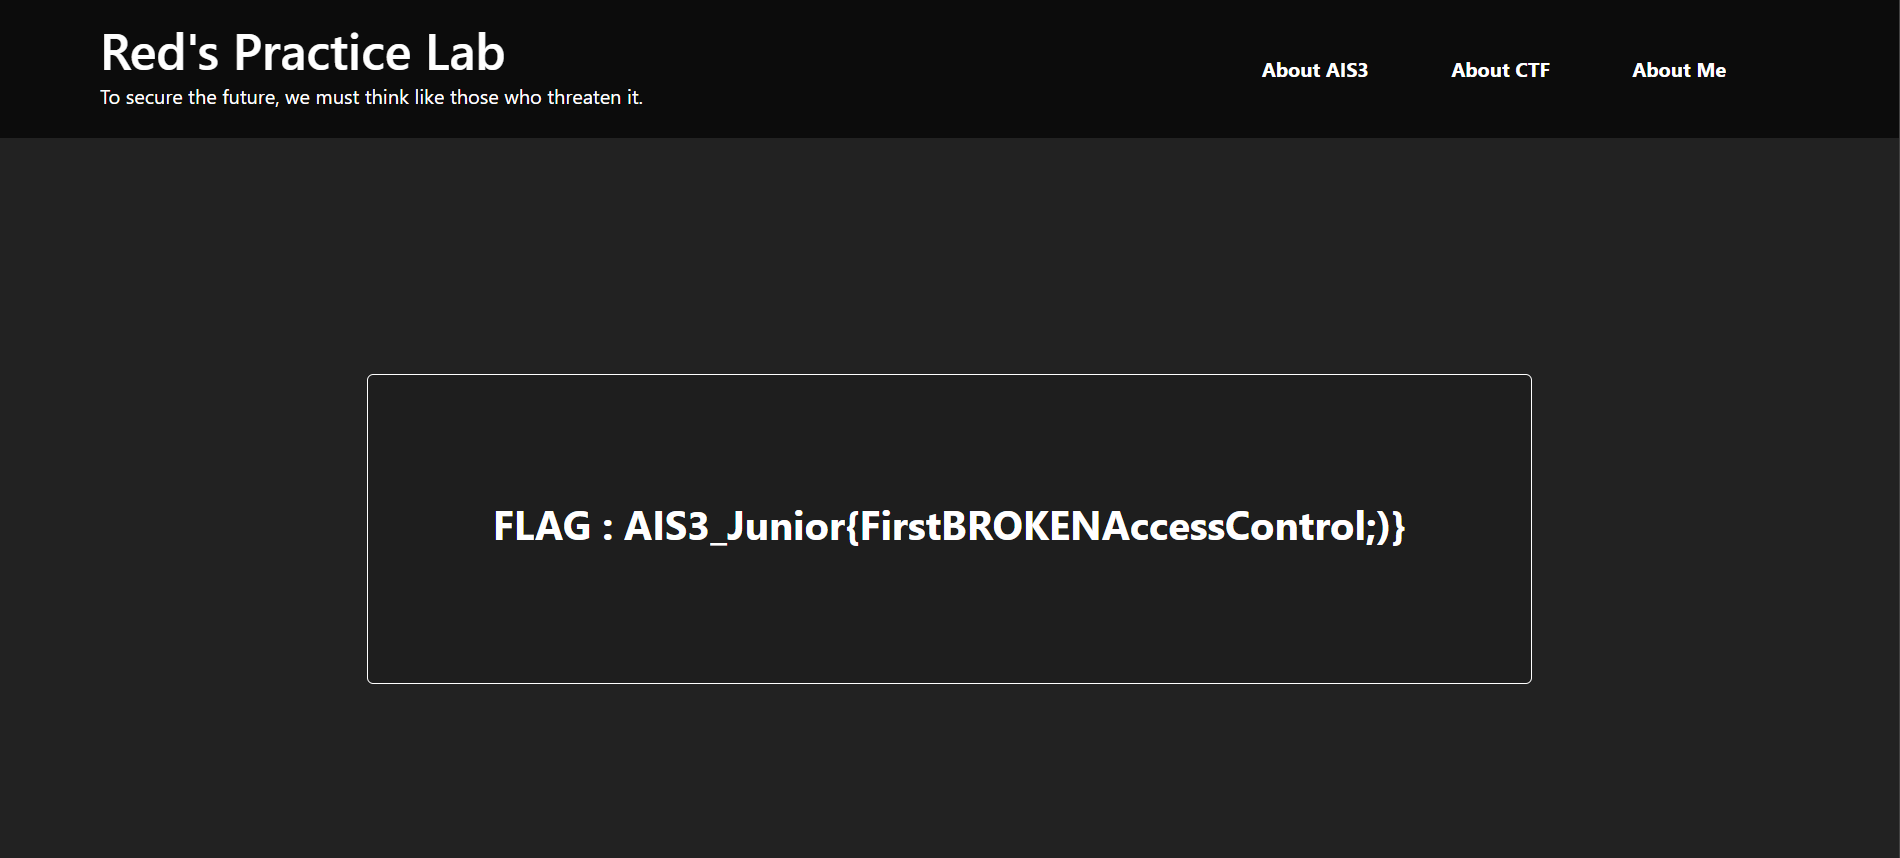 Red's Practice Lab
To secure the future, we must think like those who threaten it.
About AIS3
About CTF
About Me
FLAG : AIS3_Junior{FirstBROKENAccessControl;)}